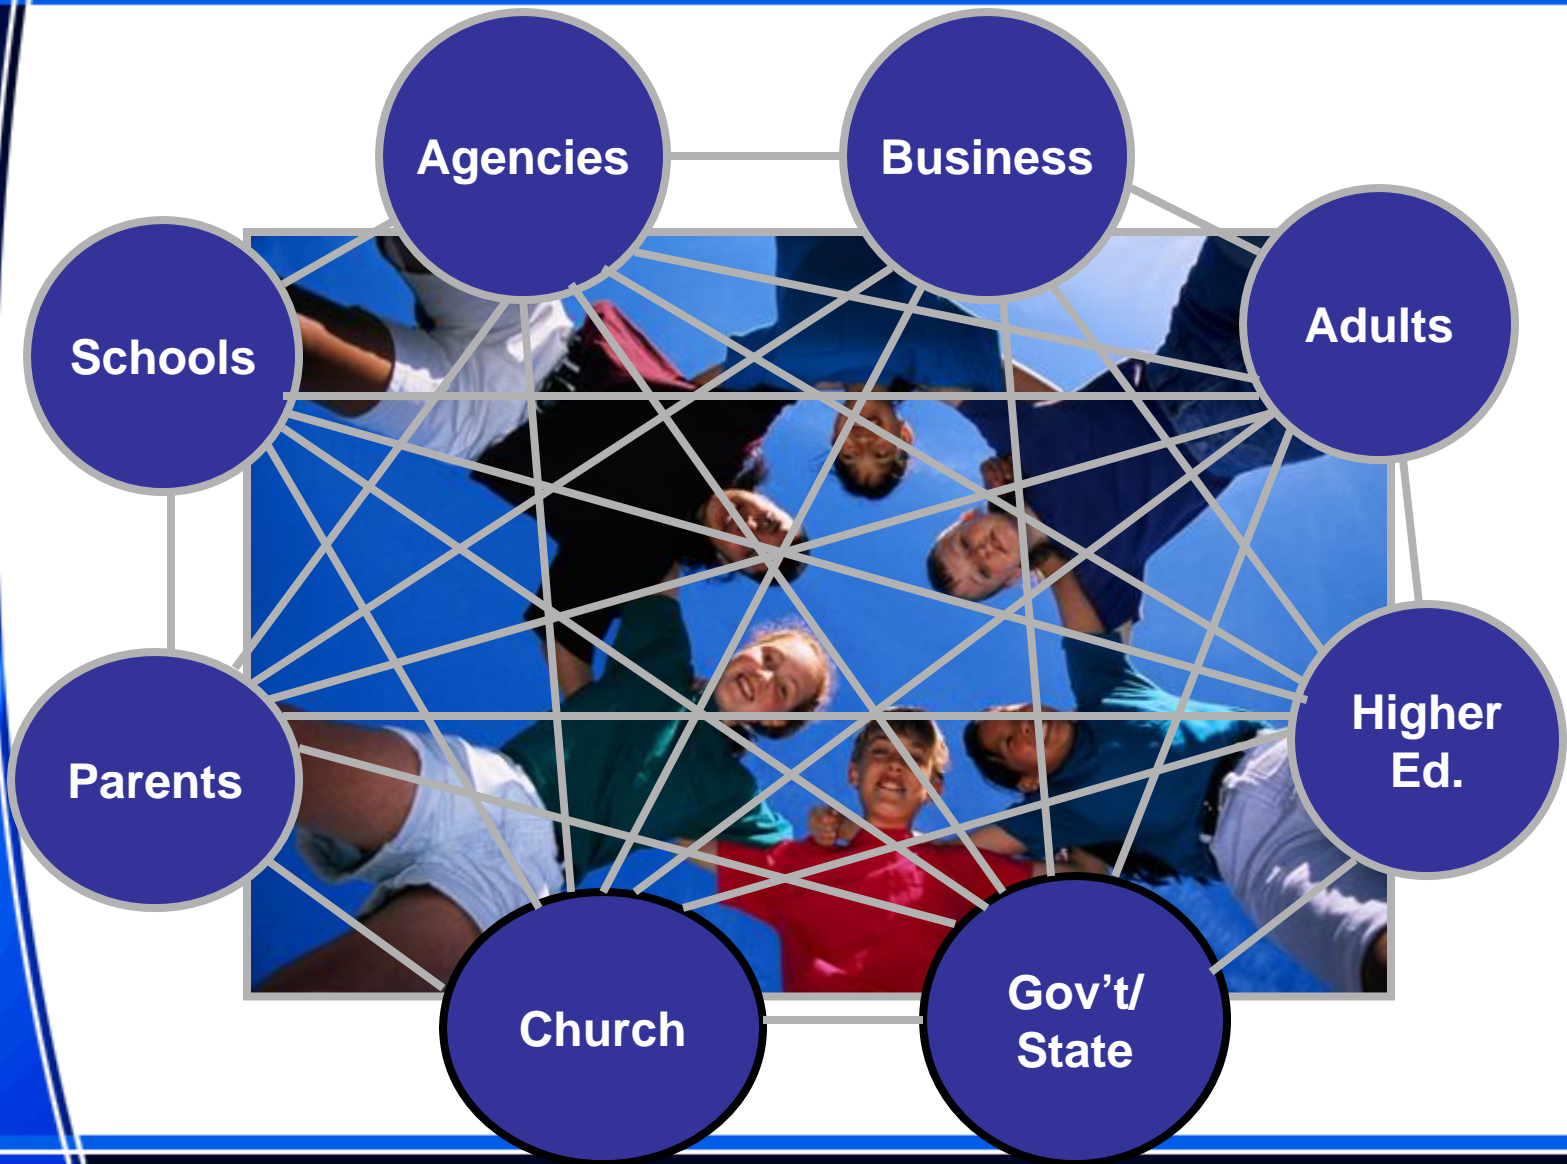 Agencies
Business
Adults
Schools
Higher
Ed.
Parents
Gov’t/
State
Church